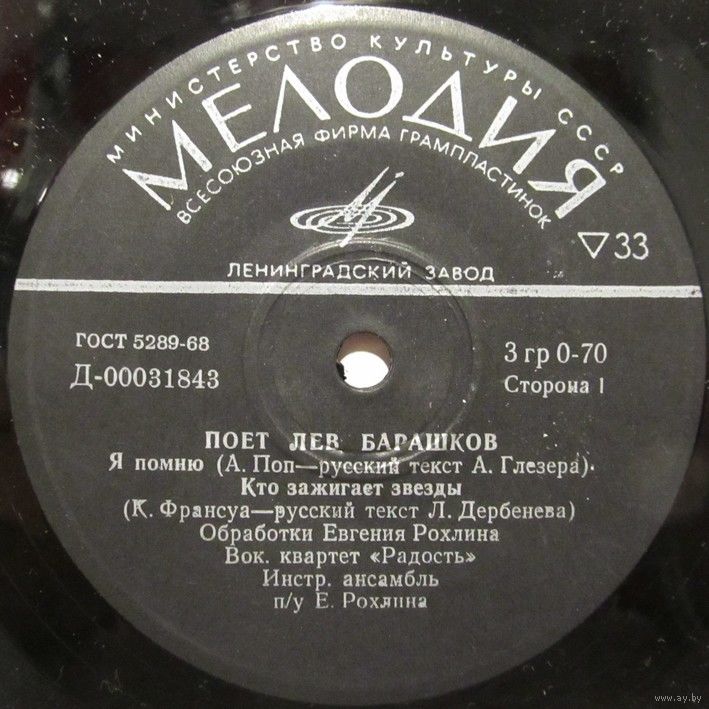 МИНИСТЕРСТВО КУЛЬТУРЫ СССР
МЕЛОДИЯ
ВСЕСОЮЗНАЯ ФИРМА ГРАМПЛАСТИНОК
▽33
ЛЕНИНГРАДСКИЙ ЗАВОД
ГОСТ 5289-68
3 гр 0-70
Д-00031843
Сторона I
ПОЕТ ЛЕВ БАРАШКОВ
Я помню (А. Поп—русский текст А. Глезера)
Кто зажигает звезды
(К. Франсуа—русский текст Л. Дербенева)
Обработки Евгения Рохлина
Вок. квартет «Радость»
Инстр. ансамбль
п/у Е. Рохлина
www.ay.by